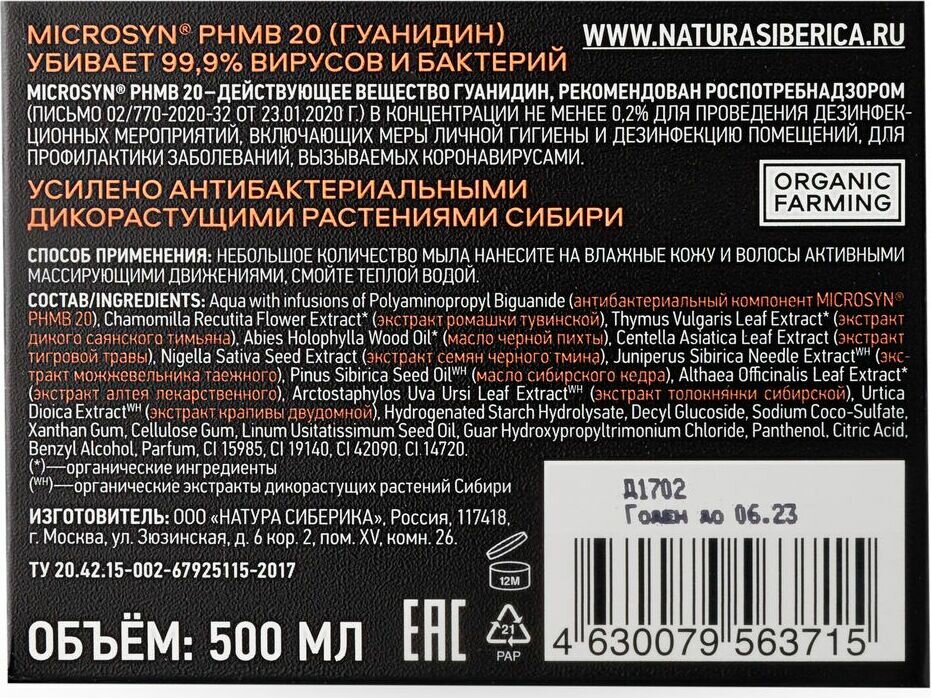 MICROSYN® PHMB 20 (ГУАНИДИН)
УБИВАЕТ 99,9% ВИРУСОВ И БАКТЕРИЙ
WWW.NATURASIBERICA.RU
MICROSYN® PHMB 20 – ДЕЙСТВУЮЩЕЕ ВЕЩЕСТВО ГУАНИДИН, РЕКОМЕНДОВАН РОСПОТРЕБНАДЗОРОМ
(ПИСЬМО 02/770-2020-32 ОТ 23.01.2020 Г.) В КОНЦЕНТРАЦИИ НЕ МЕНЕЕ 0,2% ДЛЯ ПРОВЕДЕНИЯ ДЕЗИНФЕК-
ЦИОННЫХ МЕРОПРИЯТИЙ, ВКЛЮЧАЮЩИХ МЕРЫ ЛИЧНОЙ ГИГИЕНЫ И ДЕЗИНФЕКЦИЮ ПОМЕЩЕНИЙ, ДЛЯ
ПРОФИЛАКТИКИ ЗАБОЛЕВАНИЙ, ВЫЗЫВАЕМЫХ КОРОНАВИРУСАМИ.
УСИЛЕНО АНТИБАКТЕРИАЛЬНЫМИ
ДИКОРАСТУЩИМИ РАСТЕНИЯМИ СИБИРИ
ORGANIC
FARMING
СПОСОБ ПРИМЕНЕНИЯ: НЕБОЛЬШОЕ КОЛИЧЕСТВО МЫЛА НАНЕСИТЕ НА ВЛАЖНЫЕ КОЖУ И ВОЛОСЫ АКТИВНЫМИ
МАССИРУЮЩИМИ ДВИЖЕНИЯМИ, СМОЙТЕ ТЕПЛОЙ ВОДОЙ.
СОСТАВ/INGREDIENTS: Aqua with infusions of Polyaminopropyl Biguanide (антибактериальный компонент MICROSYN®
PHMB 20), Chamomilla Recutita Flower Extract* (экстракт ромашки тувинской), Thymus Vulgaris Leaf Extract* (экстракт
дикого саянского тимьяна), Abies Holophylla Wood Oil* (масло черной пихты), Centella Asiatica Leaf Extract (экстракт
тигровой травы), Nigella Sativa Seed Extract (экстракт семян черного тмина), Juniperus Sibirica Needle Extractᵂᴴ (экс-
тракт можжевельника таежного), Pinus Sibirica Seed Oilᵂᴴ (масло сибирского кедра), Althaea Officinalis Leaf Extract*
(экстракт алтея лекарственного), Arctostaphylos Uva Ursi Leaf Extractᵂᴴ (экстракт толокнянки сибирской), Urtica
Dioica Extractᵂᴴ (экстракт крапивы двудомной), Hydrogenated Starch Hydrolysate, Decyl Glucoside, Sodium Coco-Sulfate,
Xanthan Gum, Cellulose Gum, Linum Usitatissimum Seed Oil, Guar Hydroxypropyltrimonium Chloride, Panthenol, Citric Acid,
Benzyl Alcohol, Parfum, CI 15985, CI 19140, CI 42090, CI 14720.
(*)—органические ингредиенты
(ᵂᴴ)—органические экстракты дикорастущих растений Сибири
ИЗГОТОВИТЕЛЬ: ООО «НАТУРА СИБЕРИКА», Россия, 117418,
г. Москва, ул. Зюзинская, д. 6 кор. 2, пом. XV, комн. 26.
ТУ 20.42.15-002-67925115-2017
ОБЪЁМ: 500 МЛ
EAC
12M
21
PAP
Д1702
Годен до 06.23
4 630079 563715